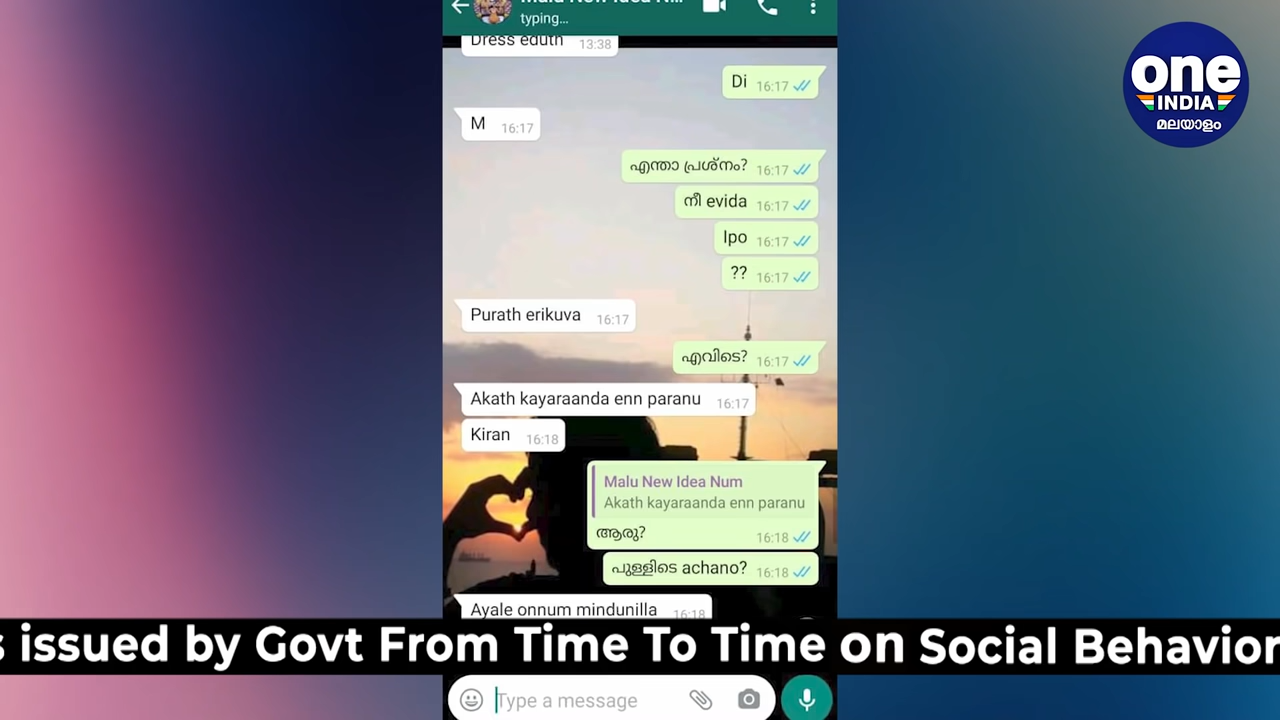 typing...
Dress eduth 13:38
Di 16:17
M 16:17
എന്താ പ്രശ്നം? 16:17
നീ evida 16:17
Ipo 16:17
?? 16:17
Purath erikuva 16:17
എവിടെ? 16:17
Akath kayaraanda enn paranu 16:17
Kiran 16:18
Malu New Idea Num
Akath kayaraanda enn paranu
ആരു? 16:18
പുള്ളിടെ achano? 16:18
Ayale onnum mindunilla 16:18
issued by Govt From Time To Time on Social Behavior
Type a message
one
INDIA
മലയാളം